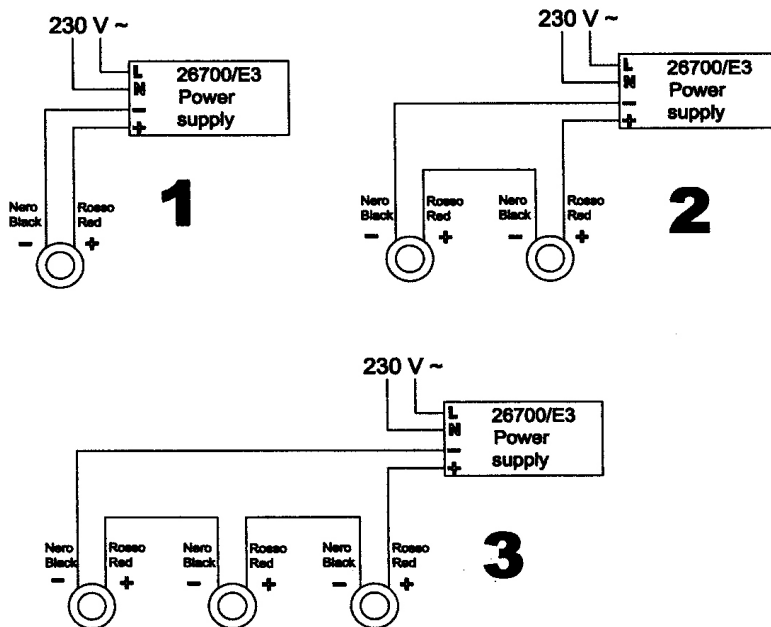 230 V ~
L
N
−
+
26700/E3
Power
supply
Nero
Black
Rosso
Red
−
+
1
230 V ~
L
N
−
+
26700/E3
Power
supply
Nero
Black
Rosso
Red
Nero
Black
Rosso
Red
−
+
−
+
2
230 V ~
L
N
−
+
26700/E3
Power
supply
Nero
Black
Rosso
Red
Nero
Black
Rosso
Red
Nero
Black
Rosso
Red
−
+
−
+
−
+
3